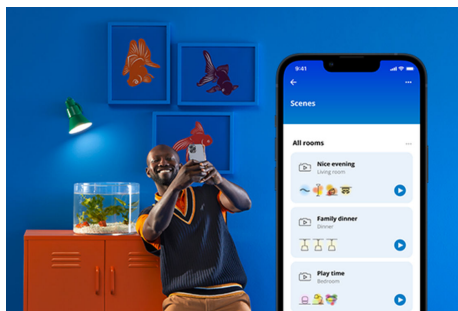 9:41
Scenes
All rooms
Nice evening
Living room
Family dinner
Dinner
Play time
Bedroom